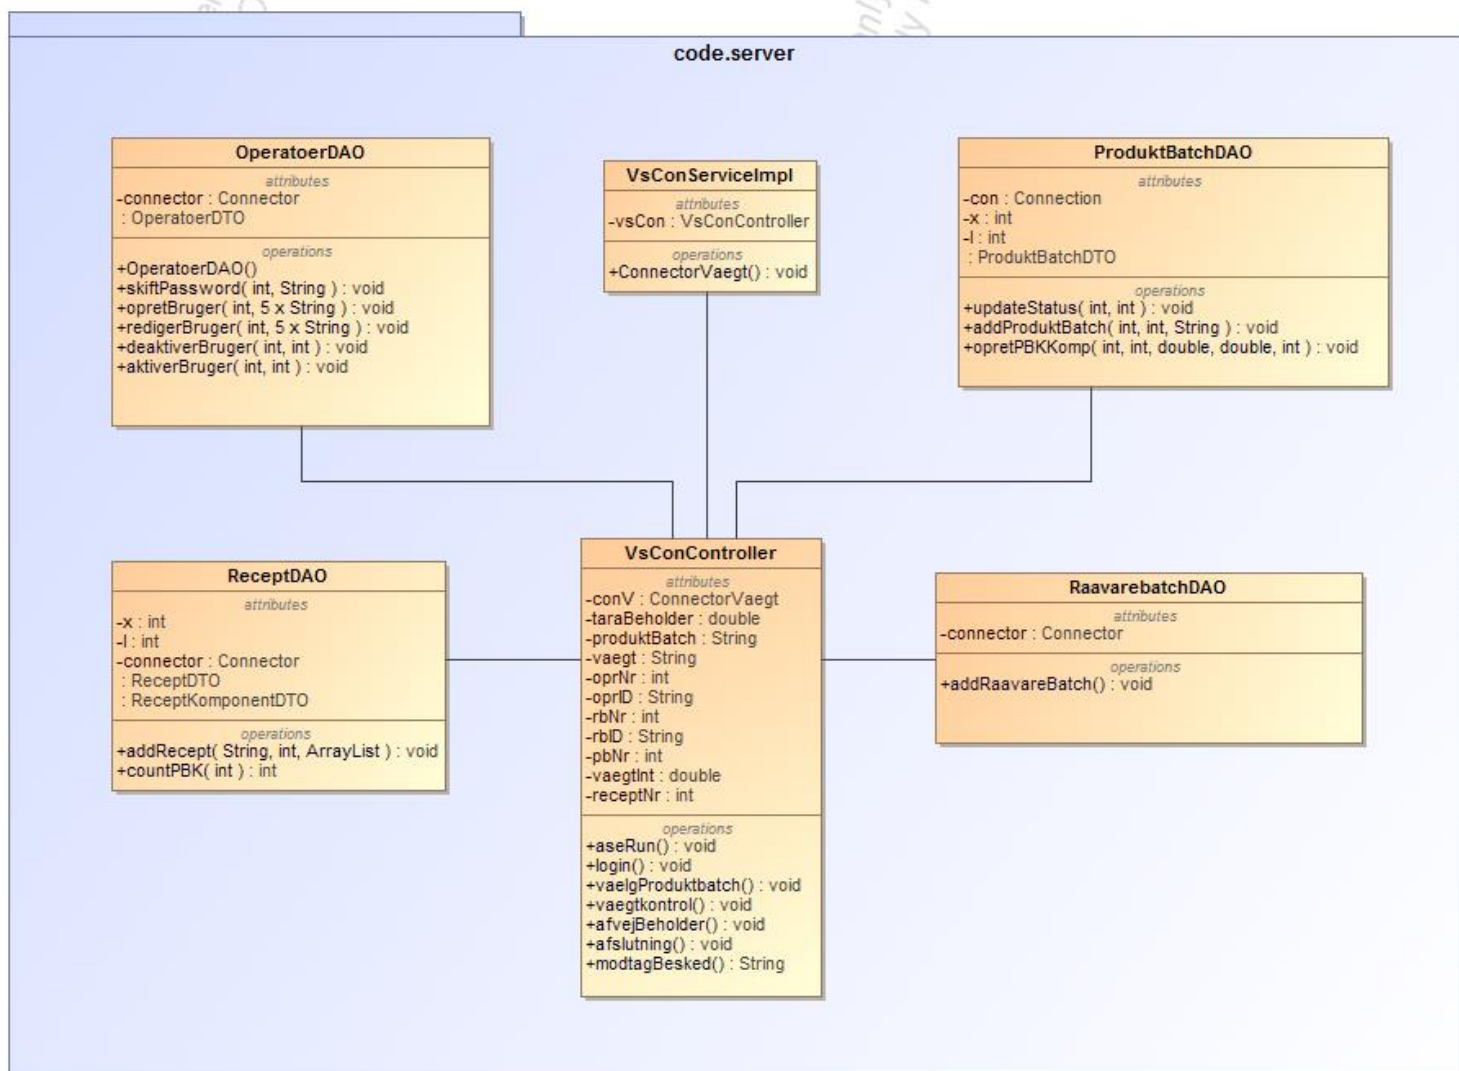 code.server
OperatoerDAO
attributes
-connector : Connector
: OperatoerDTO
operations
+OperatoerDAO()
+skiftPassword( int, String ) : void
+opretBruger( int, 5 x String ) : void
+redigerBruger( int, 5 x String ) : void
+deaktiverBruger( int, int ) : void
+aktiverBruger( int, int ) : void
VsConServiceImpl
attributes
-vsCon : VsConController
operations
+ConnectorVaegt() : void
ProduktBatchDAO
attributes
-con : Connection
-x : int
-l : int
: ProduktBatchDTO
operations
+updateStatus( int, int ) : void
+addProduktBatch( int, int, String ) : void
+opretPBKKomp( int, int, double, double, int ) : void
ReceptDAO
attributes
-x : int
-l : int
-connector : Connector
: ReceptDTO
: ReceptKomponentDTO
operations
+addRecept( String, int, ArrayList ) : void
+countPBK( int ) : int
VsConController
attributes
-conV : ConnectorVaegt
-taraBeholder : double
-produktBatch : String
-vaegt : String
-oprNr : int
-oprID : String
-rbNr : int
-rbID : String
-pbNr : int
-vaegtInt : double
-receptNr : int
operations
+aseRun() : void
+login() : void
+vaelgProduktbatch() : void
+vaegtkontrol() : void
+afvejBeholder() : void
+afslutning() : void
+modtagBesked() : String
RaavarebatchDAO
attributes
-connector : Connector
operations
+addRaavareBatch() : void